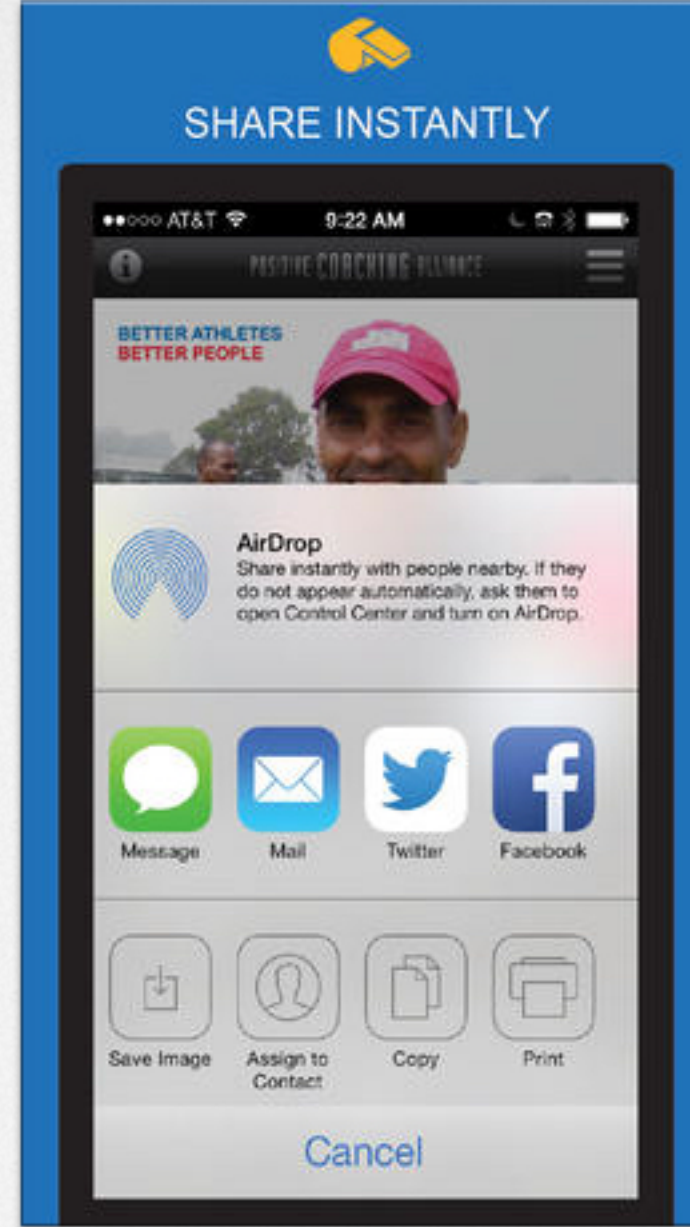 SHARE INSTANTLY
AT&T 9:22 AM
POSITIVE COACHING ALLIANCE
BETTER ATHLETES
BETTER PEOPLE
AirDrop
Share instantly with people nearby. If they
do not appear automatically, ask them to
open Control Center and turn on AirDrop.
Message Mail Twitter Facebook
Save Image Assign to Copy Print
Contact
Cancel